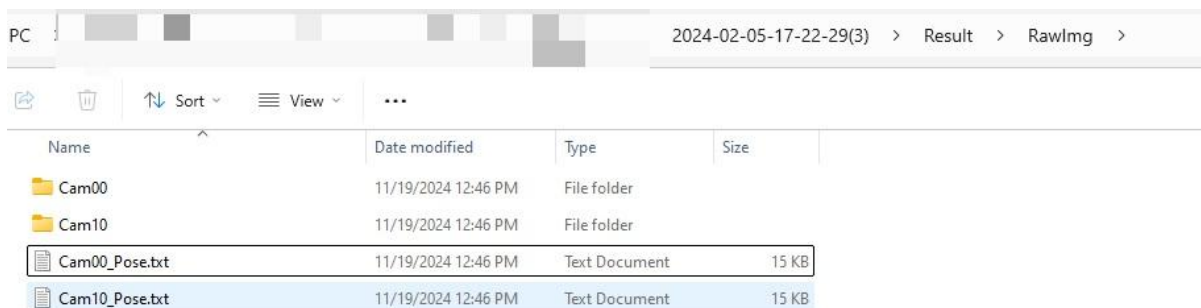 PC > 2024-02-05-17-22-29(3) > Result > RawImg >
Sort View ...
Name Date modified Type Size
Cam00 11/19/2024 12:46 PM File folder
Cam10 11/19/2024 12:46 PM File folder
Cam00_Pose.txt 11/19/2024 12:46 PM Text Document 15 KB
Cam10_Pose.txt 11/19/2024 12:46 PM Text Document 15 KB